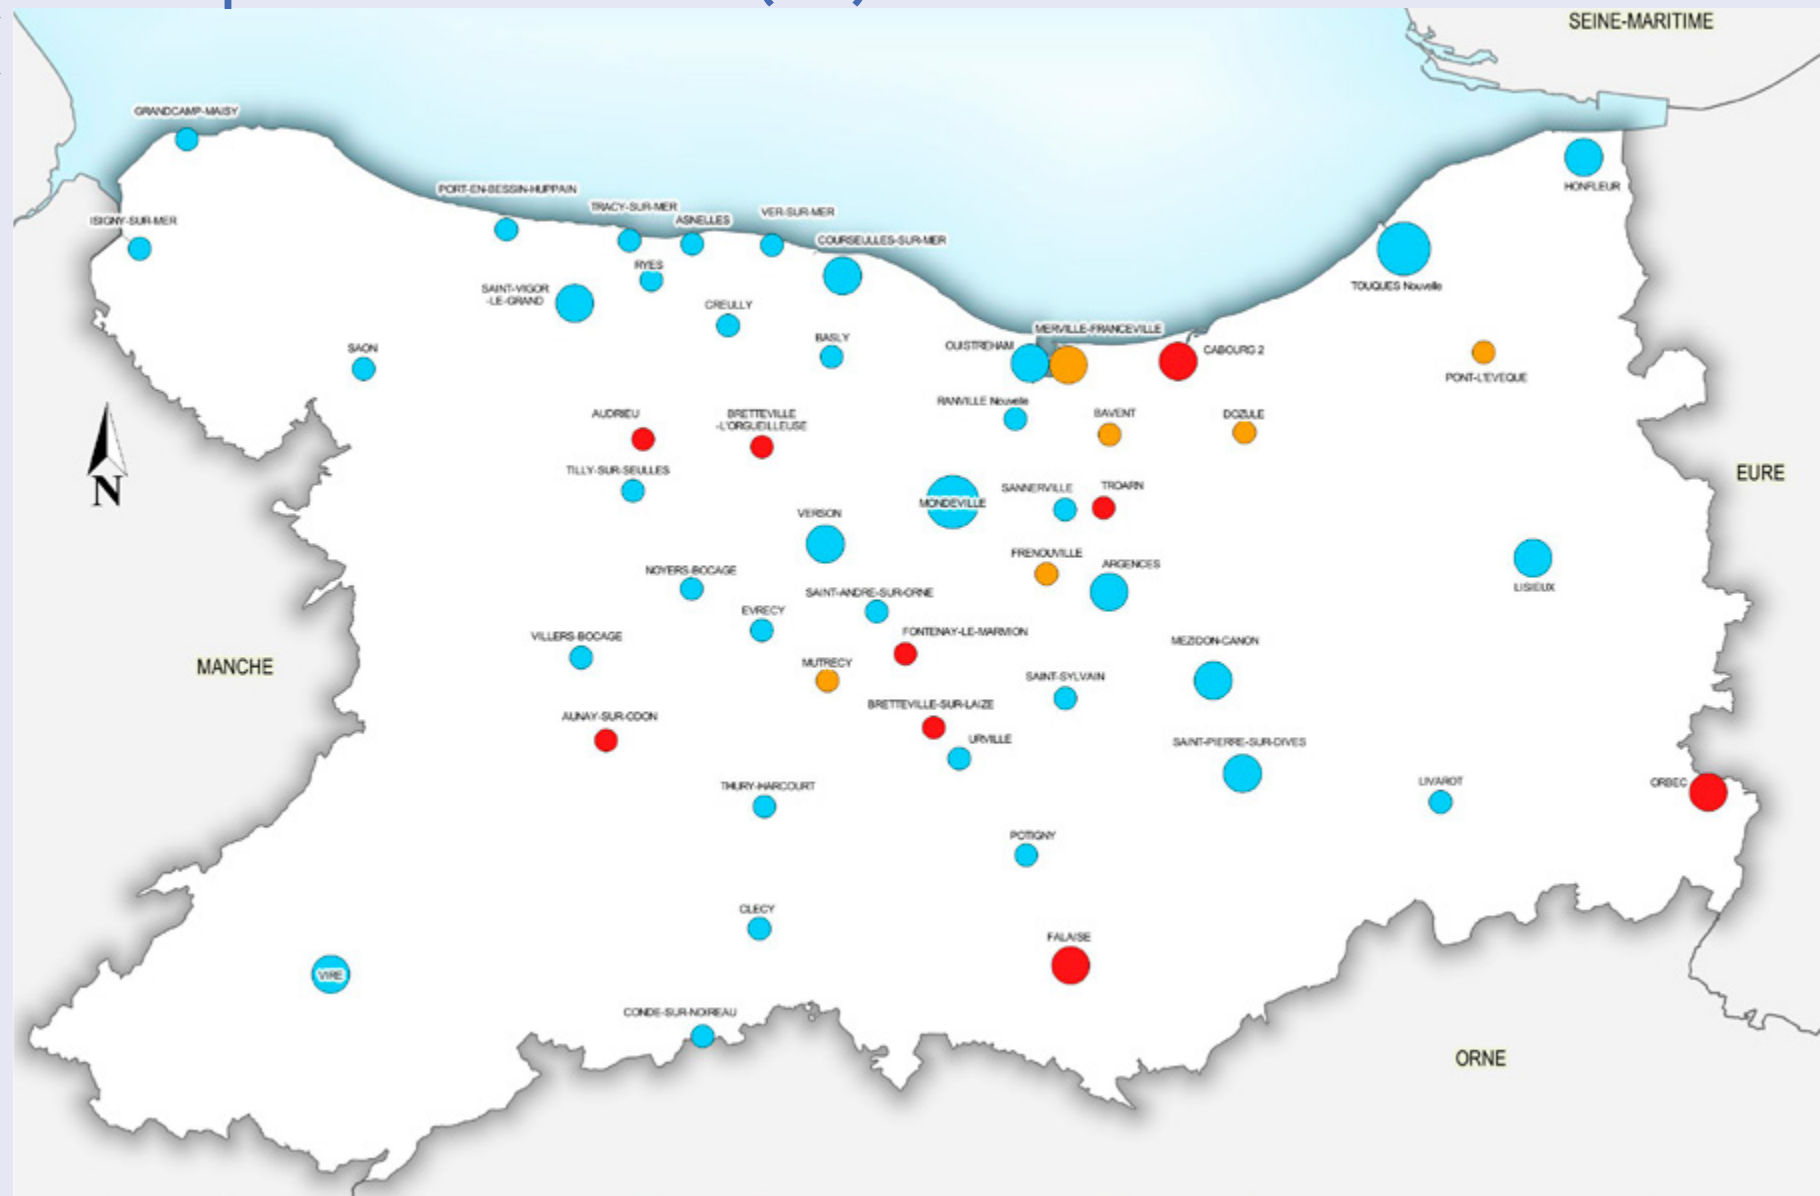 SEINE-MARITIME
GRANDCAMP-MAISY
HONFLEUR
PORT-EN-BESSIN-HUPPAIN
TRACY-SUR-MER
ASNELLES
VER-SUR-MER
ISIGNY-SUR-MER
COURSEULLES-SUR-MER
RYES
SAINT-VIGOR
-LE-GRAND
TOUQUES Nouvelle
CREULLY
BASLY
OUISTREHAM
MERVILLE-FRANCEVILLE
CABOURG 2
SAON
PONT-L'EVEQUE
RANVILLE Nouvelle
AUDRIEU
BRETTEVILLE
-L'ORGUEILLEUSE
BAVENT
DOZULE
TILLY-SUR-SEULLES
EURE
N
MONDEVILLE
SANNERVILLE
TROARN
VERSON
FRENOUVILLE
ARGENCES
NOYERS-BOCAGE
LISIEUX
SAINT-ANDRE-SUR-ORNE
EVRECY
VILLERS-BOCAGE
FONTENAY-LE-MARMION
MEZIDON-CANON
MANCHE
MUTRECY
SAINT-SYLVAIN
BRETTEVILLE-SUR-LAIZE
AUNAY-SUR-ODON
URVILLE
SAINT-PIERRE-SUR-DIVES
THURY-HARCOURT
LIVAROT
ORBEC
POTIGNY
CLECY
FALAISE
VIRE
CONDE-SUR-NOIREAU
ORNE